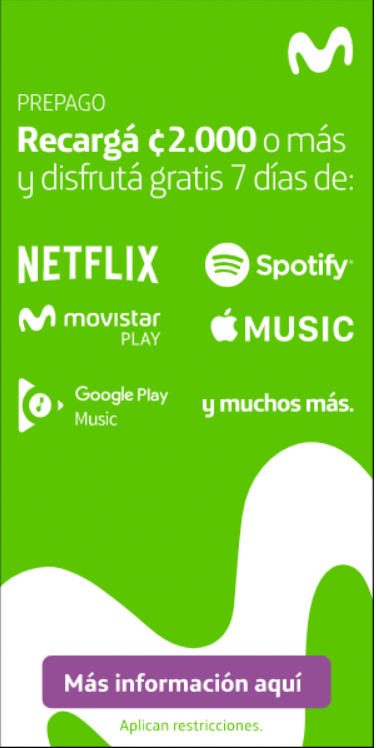 PREPAGO
Recargá ¢2.000 o más
y disfrutá gratis 7 días de:
NETFLIX
Spotify
movistar
PLAY
MUSIC
Google Play
Music
y muchos más.
Más información aquí
Aplican restricciones.